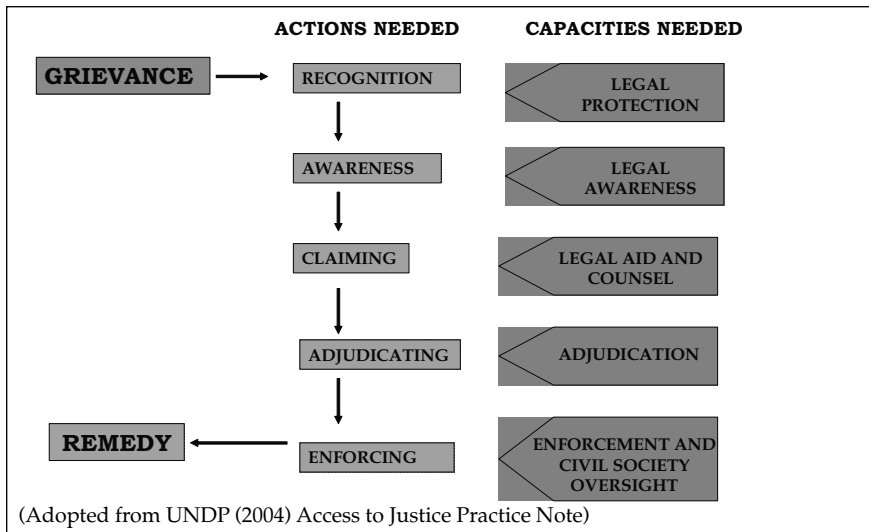 ACTIONS NEEDED
CAPACITIES NEEDED
GRIEVANCE
RECOGNITION
LEGAL
PROTECTION
AWARENESS
LEGAL
AWARENESS
CLAIMING
LEGAL AID AND
COUNSEL
ADJUDICATING
ADJUDICATION
REMEDY
ENFORCING
ENFORCEMENT AND
CIVIL SOCIETY
OVERSIGHT
(Adopted from UNDP (2004) Access to Justice Practice Note)